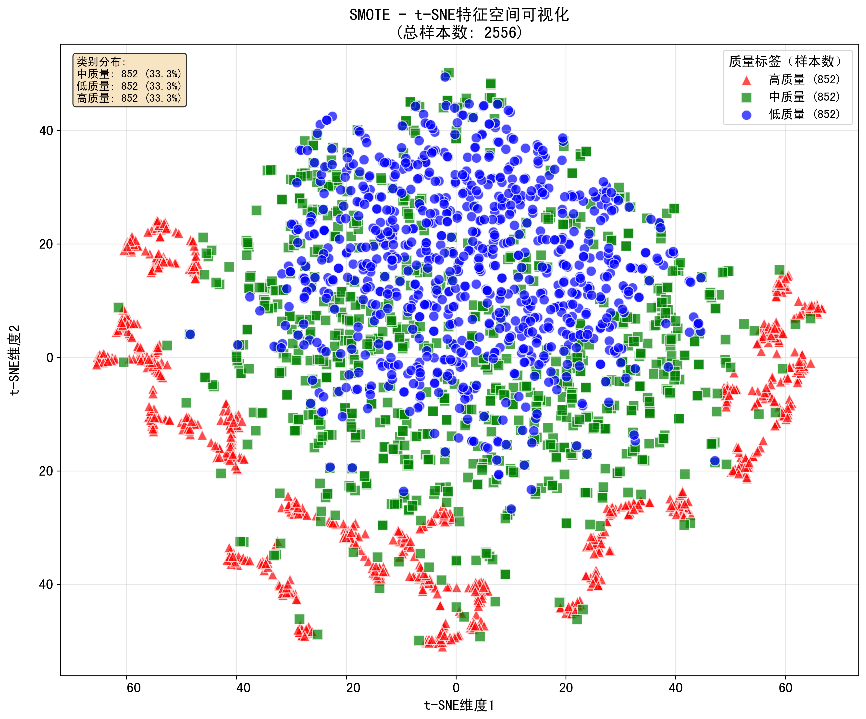 SMOTE - t-SNE特征空间可视化
(总样本数: 2556)
类别分布:
中质量: 852 (33.3%)
低质量: 852 (33.3%)
高质量: 852 (33.3%)
质量标签 (样本数)
高质量 (852)
中质量 (852)
低质量 (852)
t-SNE维度2
40
20
0
20
40
60
40
20
0
20
40
60
t-SNE维度1